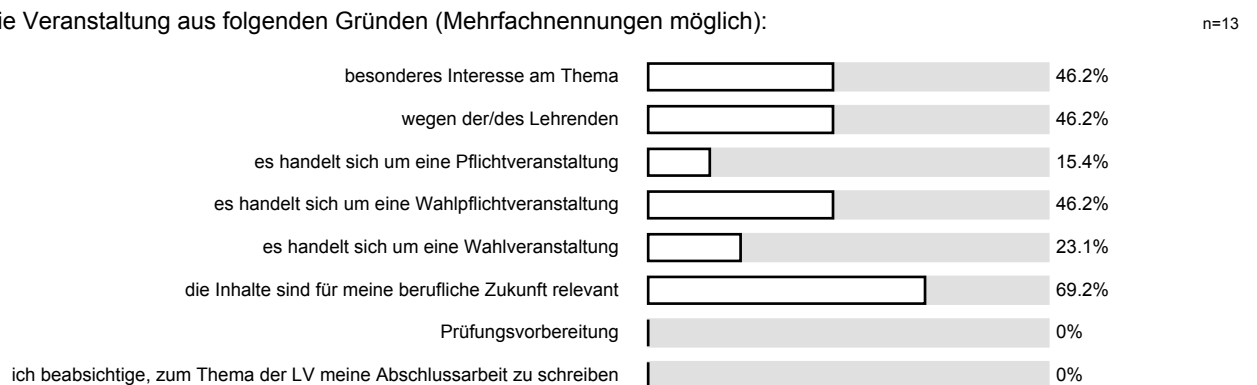 ie Veranstaltung aus folgenden Gründen (Mehrfachnennungen möglich): n=13
besonderes Interesse am Thema 46.2%
wegen der/des Lehrenden 46.2%
es handelt sich um eine Pflichtveranstaltung 15.4%
es handelt sich um eine Wahlpflichtveranstaltung 46.2%
es handelt sich um eine Wahlveranstaltung 23.1%
die Inhalte sind für meine berufliche Zukunft relevant 69.2%
Prüfungsvorbereitung 0%
ich beabsichtige, zum Thema der LV meine Abschlussarbeit zu schreiben 0%